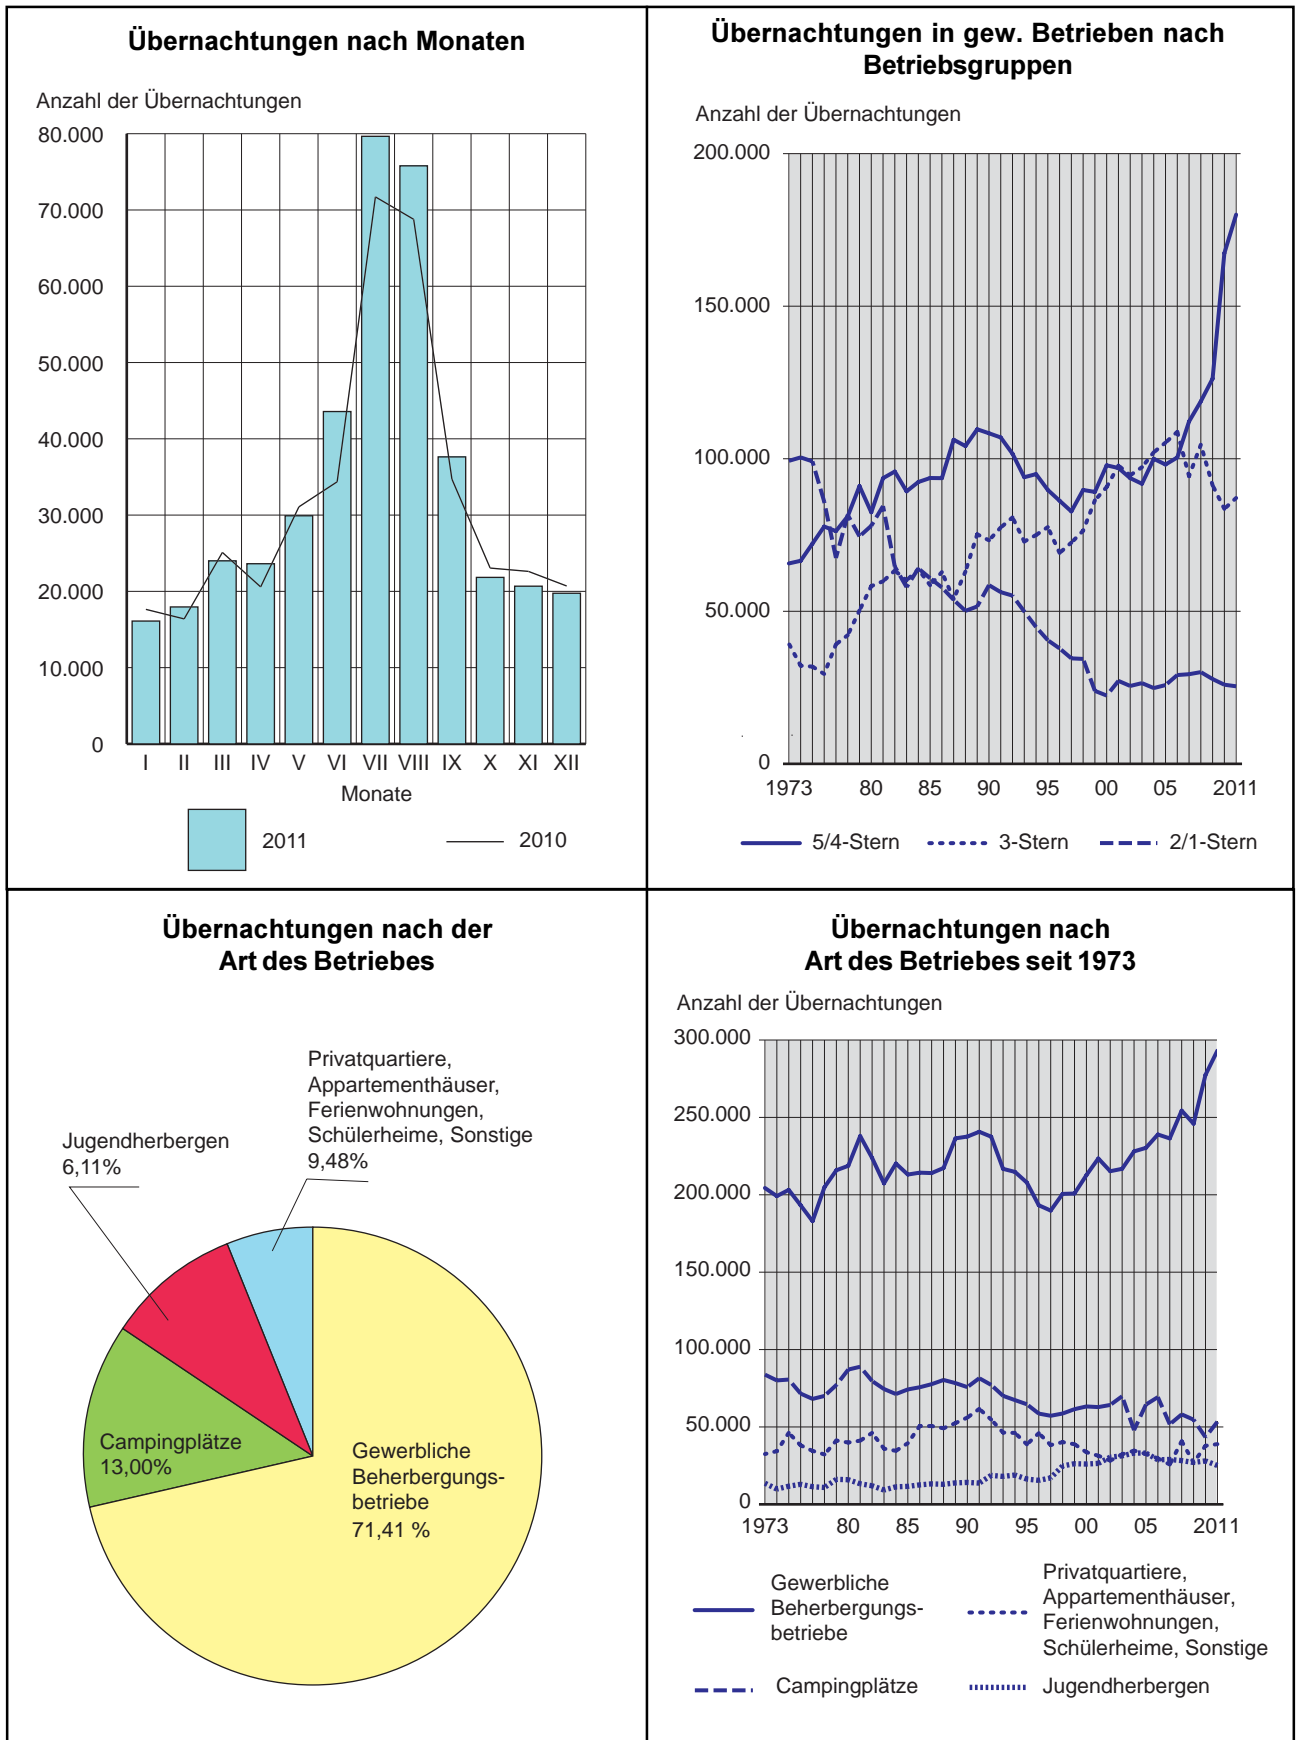 Übernachtungen nach Monaten
Anzahl der Übernachtungen
80.000
70.000
60.000
50.000
40.000
30.000
20.000
10.000
0
I II III IV V VI VII VIII IX X XI XII
Monate
2011 2010
Übernachtungen in gew. Betrieben nach
Betriebsgruppen
Anzahl der Übernachtungen
200.000
150.000
100.000
50.000
0
1973 80 85 90 95 00 05 2011
5/4-Stern 3-Stern 2/1-Stern
Übernachtungen nach der
Art des Betriebes
Privatquartiere,
Appartementhäuser,
Ferienwohnungen,
Schülerheime, Sonstige
9,48%
Jugendherbergen
6,11%
Campingplätze
13,00%
Gewerbliche
Beherbergungs-
betriebe
71,41 %
Übernachtungen nach
Art des Betriebes seit 1973
Anzahl der Übernachtungen
300.000
250.000
200.000
150.000
100.000
50.000
0
1973 80 85 90 95 00 05 2011
Gewerbliche
Beherbergungs-
betriebe
Privatquartiere,
Appartementhäuser,
Ferienwohnungen,
Schülerheime, Sonstige
Campingplätze
Jugendherbergen